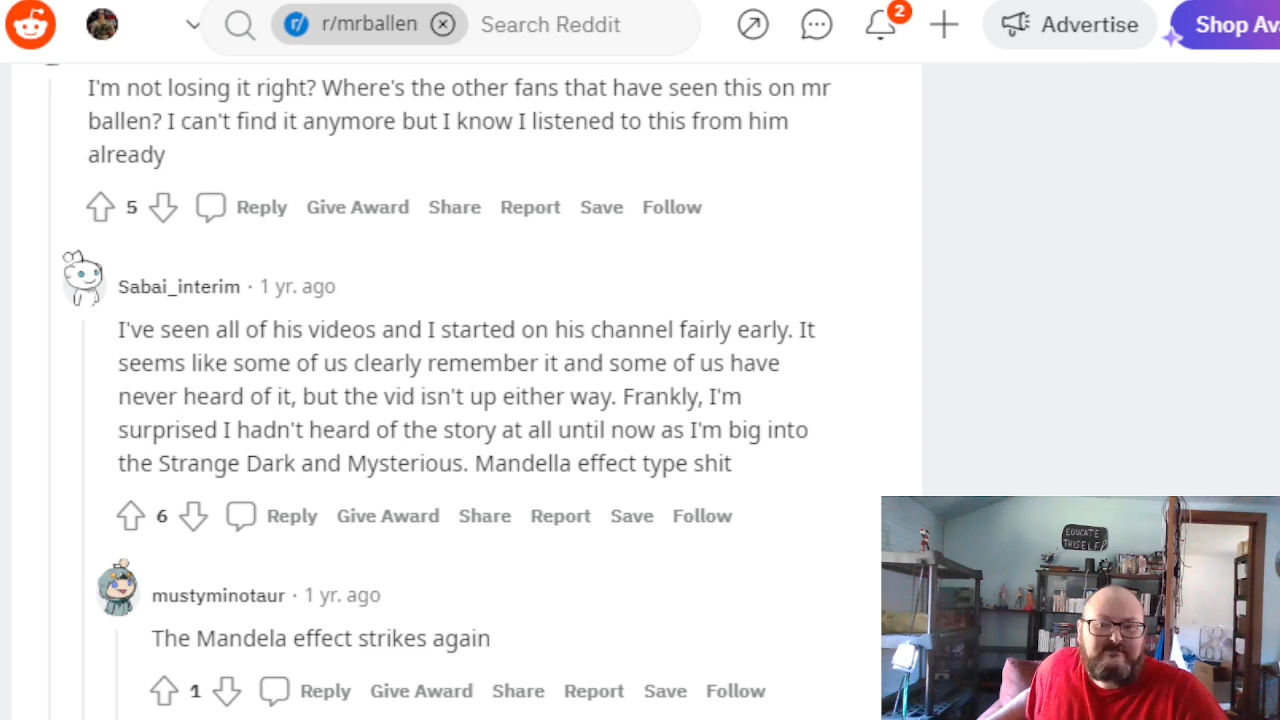 r/ r/mrballen Search Reddit 2 Advertise Shop Ava
I'm not losing it right? Where's the other fans that have seen this on mr
ballen? I can't find it anymore but I know I listened to this from him
already
5 Reply Give Award Share Report Save Follow
Sabai_interim · 1 yr. ago
I've seen all of his videos and I started on his channel fairly early. It
seems like some of us clearly remember it and some of us have
never heard of it, but the vid isn't up either way. Frankly, I'm
surprised I hadn't heard of the story at all until now as I'm big into
the Strange Dark and Mysterious. Mandella effect type shit
6 Reply Give Award Share Report Save Follow
EDUCATE
THYSELF
mustyminotaur · 1 yr. ago
The Mandela effect strikes again
1 Reply Give Award Share Report Save Follow